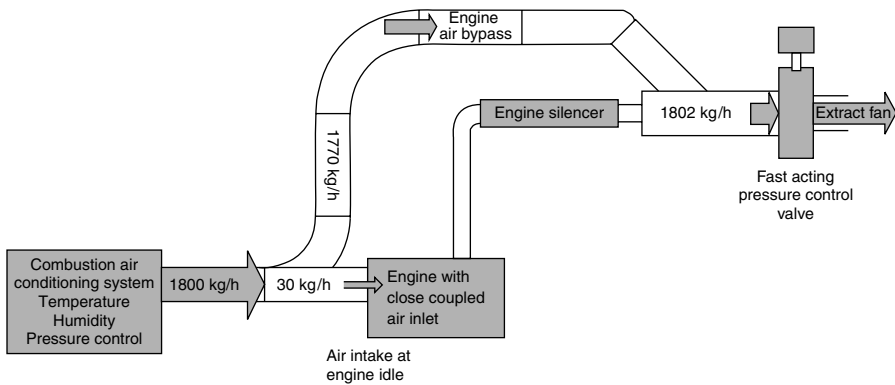 Engine
air bypass
Engine silencer
1802 kg/h
Extract fan
1770 kg/h
Fast acting
pressure control
valve
Combustion air
conditioning system
Temperature
Humidity
Pressure control
1800 kg/h
30 kg/h
Engine with
close coupled
air inlet
Air intake at
engine idle